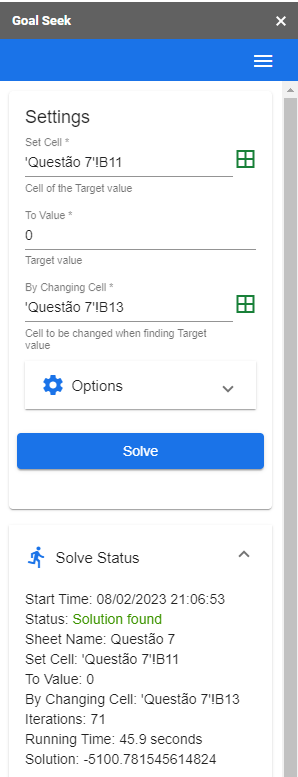 Goal Seek ×
Settings
Set Cell *
'Questão 7'!B11
Cell of the Target value
To Value *
0
Target value
By Changing Cell *
'Questão 7'!B13
Cell to be changed when finding Target
value
Options
Solve
Solve Status
Start Time: 08/02/2023 21:06:53
Status: Solution found
Sheet Name: Questão 7
Set Cell: 'Questão 7'!B11
To Value: 0
By Changing Cell: 'Questão 7'!B13
Iterations: 71
Running Time: 45.9 seconds
Solution: -5100.781545614824